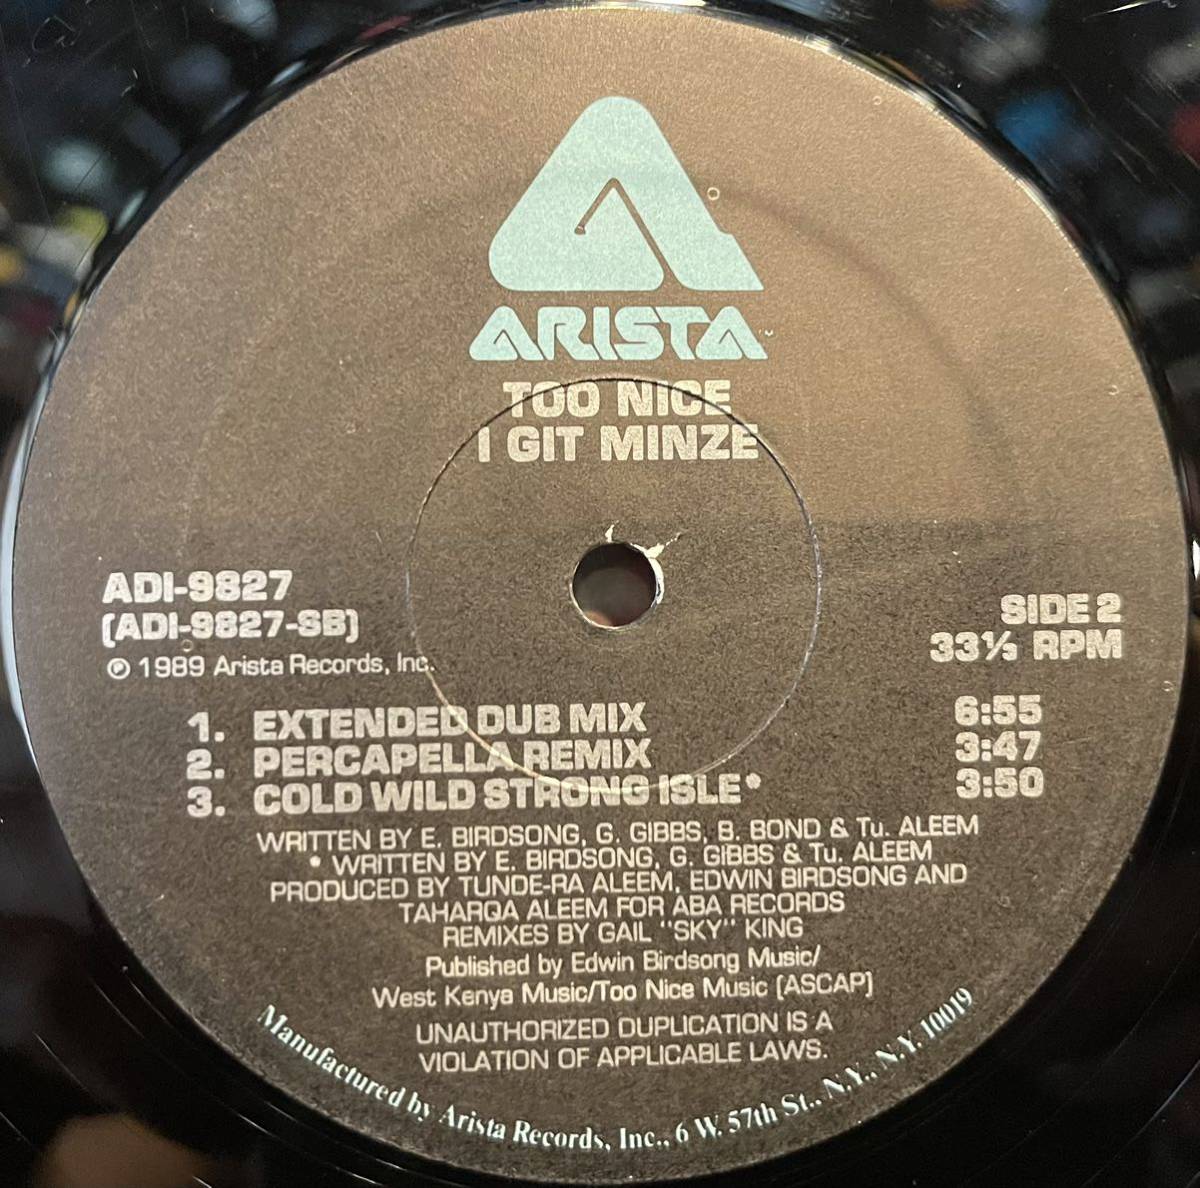 ARISTA
TOO NICE
I GIT MINZE
ADI-9827
(ADI-9827-SB)
℗ 1989 Arista Records, Inc.
SIDE 2
33⅓ RPM
1. EXTENDED DUB MIX 6:55
2. PERCAPELLA REMIX 3:47
3. COLD WILD STRONG ISLE* 3:50
WRITTEN BY E. BIRDSONG, G. GIBBS, B. BOND & Tu. ALEEM
* WRITTEN BY E. BIRDSONG, G. GIBBS & Tu. ALEEM
PRODUCED BY TUNDE-RA ALEEM, EDWIN BIRDSONG AND
TAHARQA ALEEM FOR ABA RECORDS
REMIXES BY GAIL "SKY" KING
Published by Edwin Birdsong Music/
West Kenya Music/Too Nice Music (ASCAP)
UNAUTHORIZED DUPLICATION IS A
VIOLATION OF APPLICABLE LAWS.
Manufactured by Arista Records, Inc., 6 W. 57th St., N.Y., N.Y. 10019